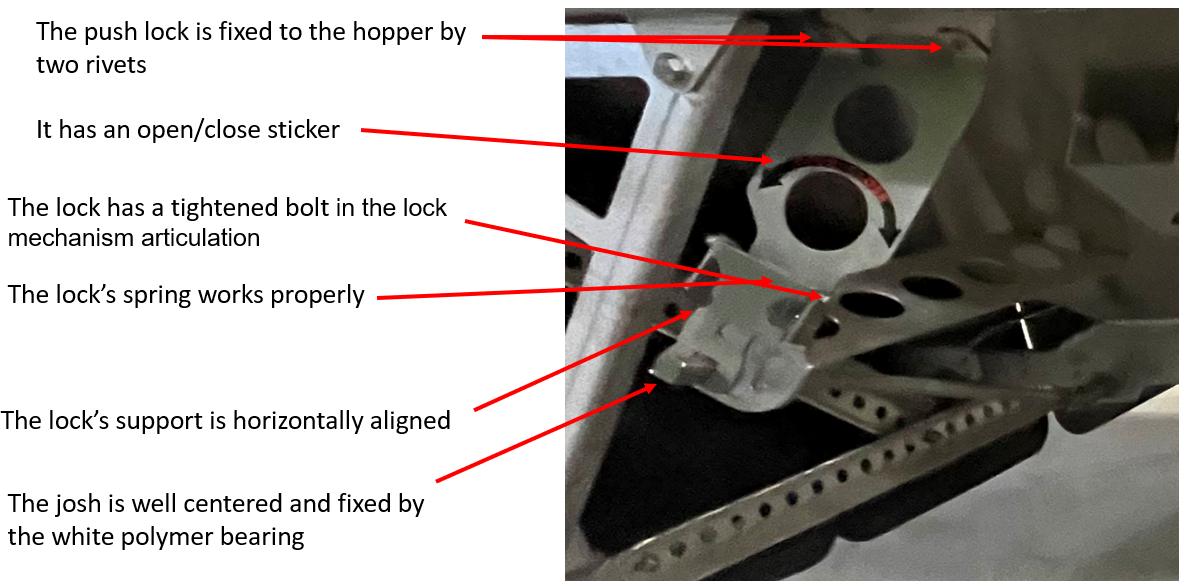 The push lock is fixed to the hopper by
two rivets
It has an open/close sticker
The lock has a tightened bolt in the lock
mechanism articulation
The lock's spring works properly
The lock's support is horizontally aligned
The josh is well centered and fixed by
the white polymer bearing